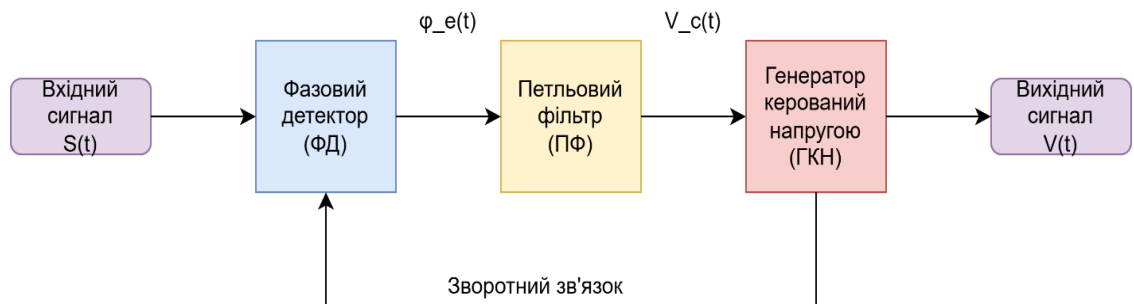 φ_e(t)
V_c(t)
Вхідний
сигнал
S(t)
Фазовий
детектор
(ФД)
Петльовий
фільтр
(ПФ)
Генератор
керований
напругою
(ГКН)
Вихідний
сигнал
V(t)
Зворотний зв'язок